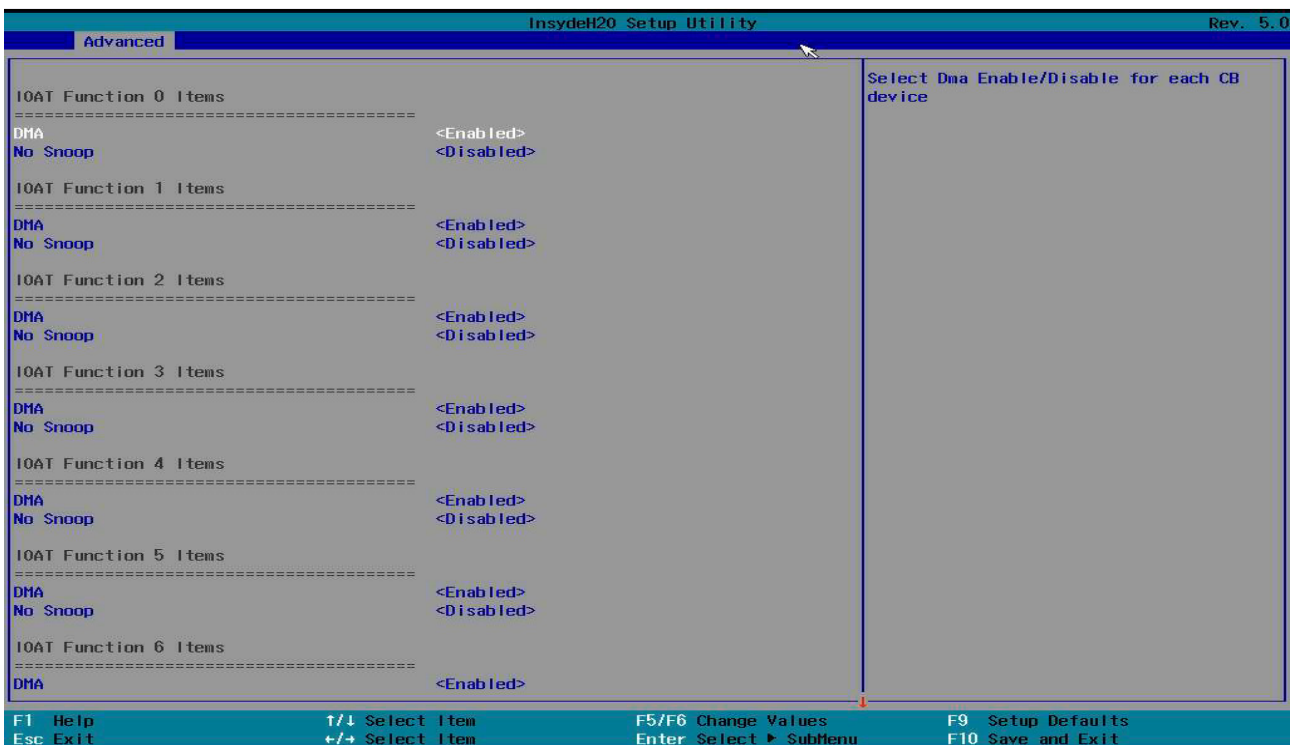 InsydeH2O Setup Utility Rev. 5.0
Advanced
IOAT Function 0 Items
========================================
DMA <Enabled>
No Snoop <Disabled>
IOAT Function 1 Items
========================================
DMA <Enabled>
No Snoop <Disabled>
IOAT Function 2 Items
========================================
DMA <Enabled>
No Snoop <Disabled>
IOAT Function 3 Items
========================================
DMA <Enabled>
No Snoop <Disabled>
IOAT Function 4 Items
========================================
DMA <Enabled>
No Snoop <Disabled>
IOAT Function 5 Items
========================================
DMA <Enabled>
No Snoop <Disabled>
IOAT Function 6 Items
========================================
DMA <Enabled>
Select Dma Enable/Disable for each CB
device
F1 Help ↑/↓ Select Item F5/F6 Change Values F9 Setup Defaults
Esc Exit ←/→ Select Item Enter Select ▶ SubMenu F10 Save and Exit